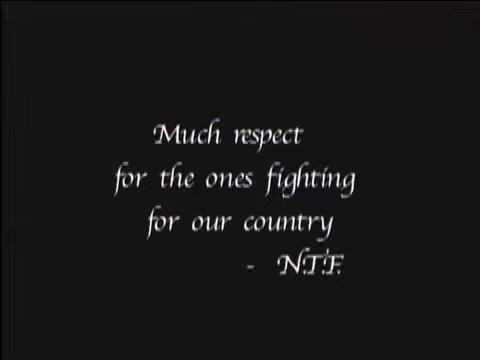 Much respect
for the ones fighting
for our country
- N.T.F.